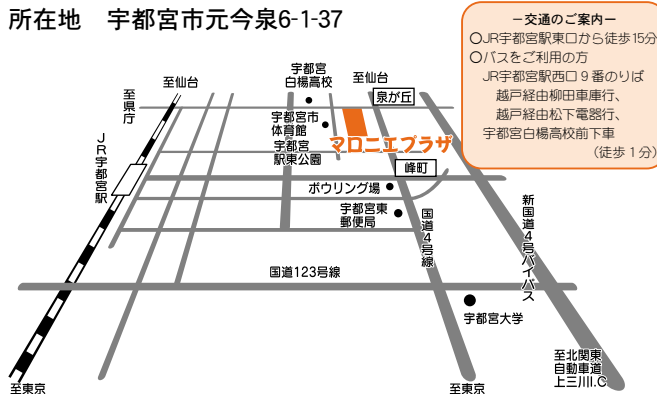 所在地　宇都宮市元今泉6-1-37
－交通のご案内－
○JR宇都宮駅東口から徒歩15分
○バスをご利用の方
JR宇都宮駅西口９番のりば
越戸経由柳田車庫行、
越戸経由松下電器行、
宇都宮白楊高校前下車
(徒歩１分)
至県庁
至仙台
宇都宮
白楊高校
至仙台
泉が丘
宇都宮市
体育館
宇都宮
駅東公園
マロニエプラザ
JR宇都宮駅
峰町
ボウリング場
宇都宮東
郵便局
国道4号線
新国道4号バイパス
国道123号線
宇都宮大学
至東京
至東京
至北関東
自動車道
上三川I.C